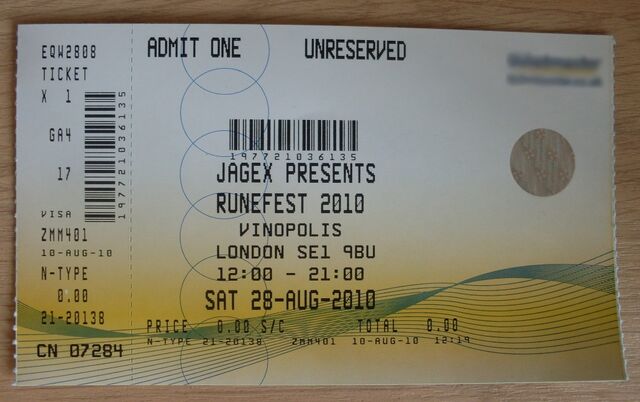 EQW2808
TICKET
X 1
GA4
17
VISA
ZMM401
10-AUG-10
N-TYPE
0.00
21-20138
CN 07284
197721036135
ADMIT ONE UNRESERVED
197721036135
JAGEX PRESENTS
RUNEFEST 2010
VINOPOLIS
LONDON SE1 9BU
12:00 - 21:00
SAT 28-AUG-2010
PRICE 0.00 S/C TOTAL 0.00
N-TYPE 21-20138 ZMM401 10-AUG-10 12:19